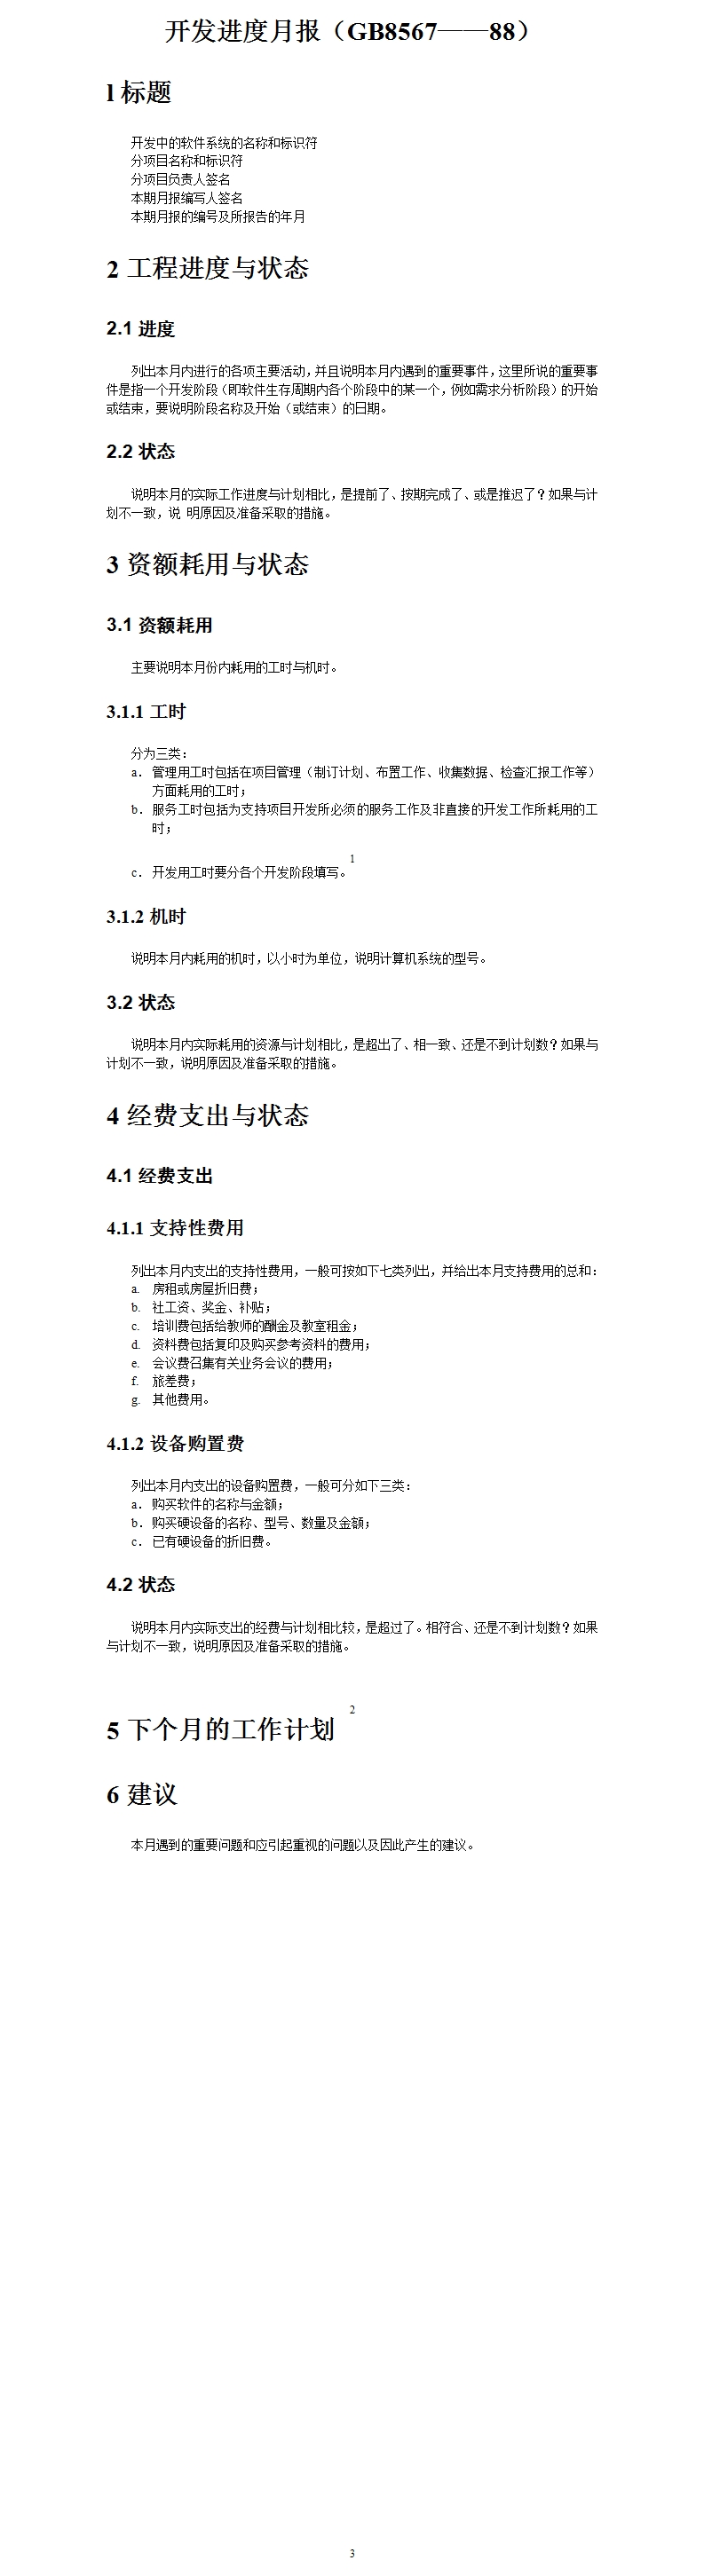 开发进度月报（GB8567——88）
l 标题
开发中的软件系统的名称和标识符
分项目名称和标识符
分项目负责人签名
本期月报编写人签名
本期月报的编号及所报告的年月
2 工程进度与状态
2.1 进度
列出本月内进行的各项主要活动，并且说明本月内遇到的重要事件，这里所说的重要事
件是指一个开发阶段（即软件生存周期内各个阶段中的某一个，例如需求分析阶段）的开始
或结束，要说明阶段名称及开始（或结束）的日期。
2.2 状态
说明本月的实际工作进度与计划相比，是提前了、按期完成了、或是推迟了？如果与计
划不一致，说 明原因及准备采取的措施。
3 资额耗用与状态
3.1 资额耗用
主要说明本月份内耗用的工时与机时。
3.1.1 工时
分为三类：
a. 管理用工时包括在项目管理（制订计划、布置工作、收集数据、检查汇报工作等）
方面耗用的工时；
b. 服务工时包括为支持项目开发所必须的服务工作及非直接的开发工作所耗用的工
时；
1
c. 开发用工时要分各个开发阶段填写。
3.1.2 机时
说明本月内耗用的机时，以小时为单位，说明计算机系统的型号。
3.2 状态
说明本月内实际耗用的资源与计划相比，是超出了、相一致、还是不到计划数？如果与
计划不一致，说明原因及准备采取的措施。
4 经费支出与状态
4.1 经费支出
4.1.1 支持性费用
列出本月内支出的支持性费用，一般可按如下七类列出，并给出本月支持费用的总和：
a. 房租或房屋折旧费；
b. 社工资、奖金、补贴；
c. 培训费包括给教师的酬金及教室租金；
d. 资料费包括复印及购买参考资料的费用；
e. 会议费召集有关业务会议的费用；
f. 旅差费；
g. 其他费用。
4.1.2 设备购置费
列出本月内支出的设备购置费，一般可分如下三类：
a. 购买软件的名称与金额；
b. 购买硬设备的名称、型号、数量及金额；
c. 已有硬设备的折旧费。
4.2 状态
说明本月内实际支出的经费与计划相比较，是超过了。相符合、还是不到计划数？如果
与计划不一致，说明原因及准备采取的措施。
2
5 下个月的工作计划
6 建议
本月遇到的重要问题和应引起重视的问题以及因此产生的建议。
3